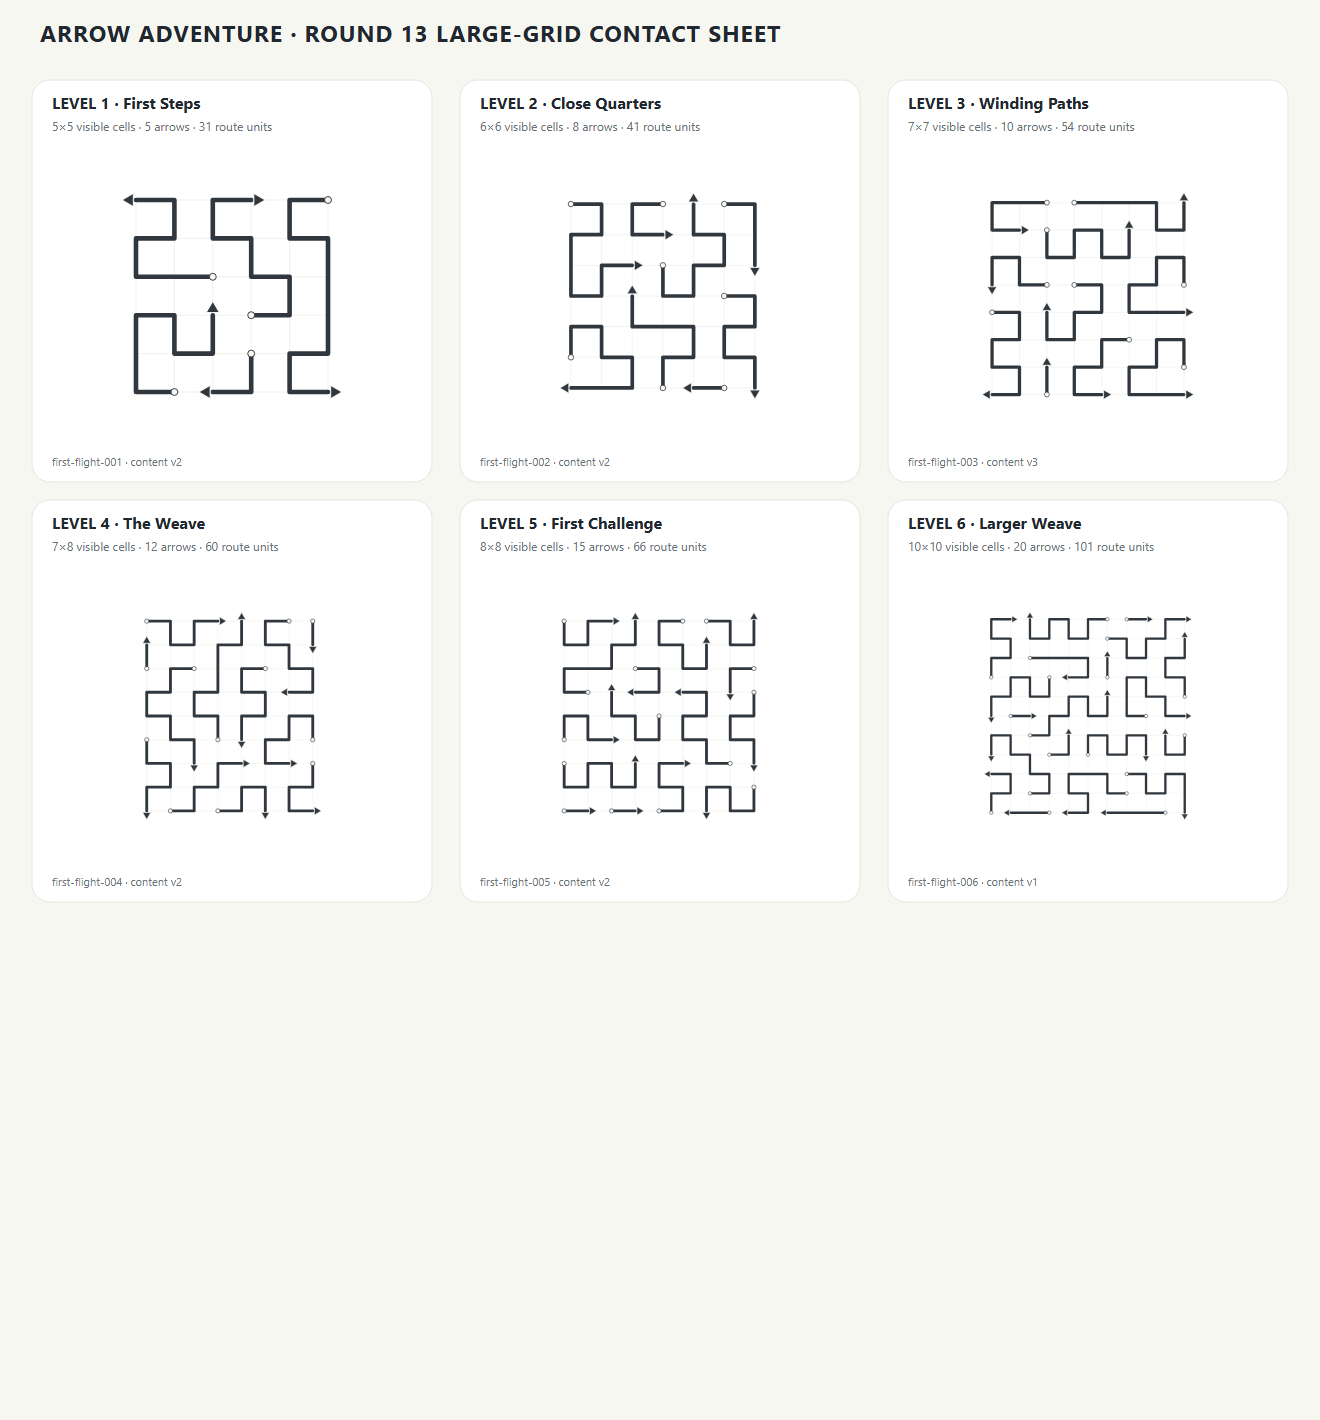 ARROW ADVENTURE · ROUND 13 LARGE-GRID CONTACT SHEET
LEVEL 1 · First Steps
5×5 visible cells · 5 arrows · 31 route units
first-flight-001 · content v2
LEVEL 2 · Close Quarters
6×6 visible cells · 8 arrows · 41 route units
first-flight-002 · content v2
LEVEL 3 · Winding Paths
7×7 visible cells · 10 arrows · 54 route units
first-flight-003 · content v3
LEVEL 4 · The Weave
7×8 visible cells · 12 arrows · 60 route units
first-flight-004 · content v2
LEVEL 5 · First Challenge
8×8 visible cells · 15 arrows · 66 route units
first-flight-005 · content v2
LEVEL 6 · Larger Weave
10×10 visible cells · 20 arrows · 101 route units
first-flight-006 · content v1